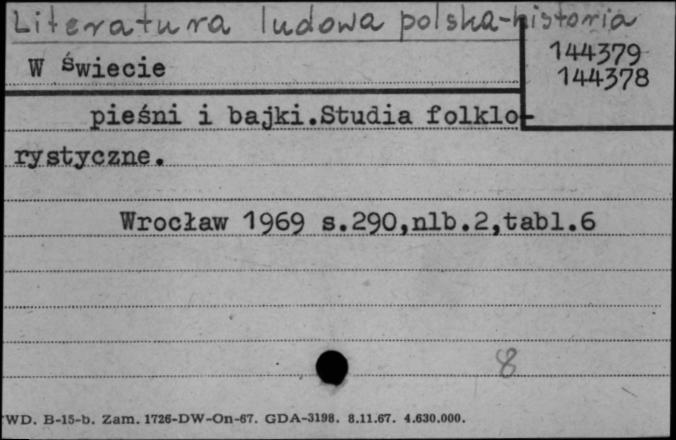 Literatura ludowa polska-historia
144379
W świecie
144378
pieśni i bajki.Studia folklo-
rystyczne.
Wrocław 1969 s.290,nlb.2,tabl.6
8
WD. B-15-b. Zam. 1726-DW-On-67. GDA-3198. 8.11.67. 4.630.000.